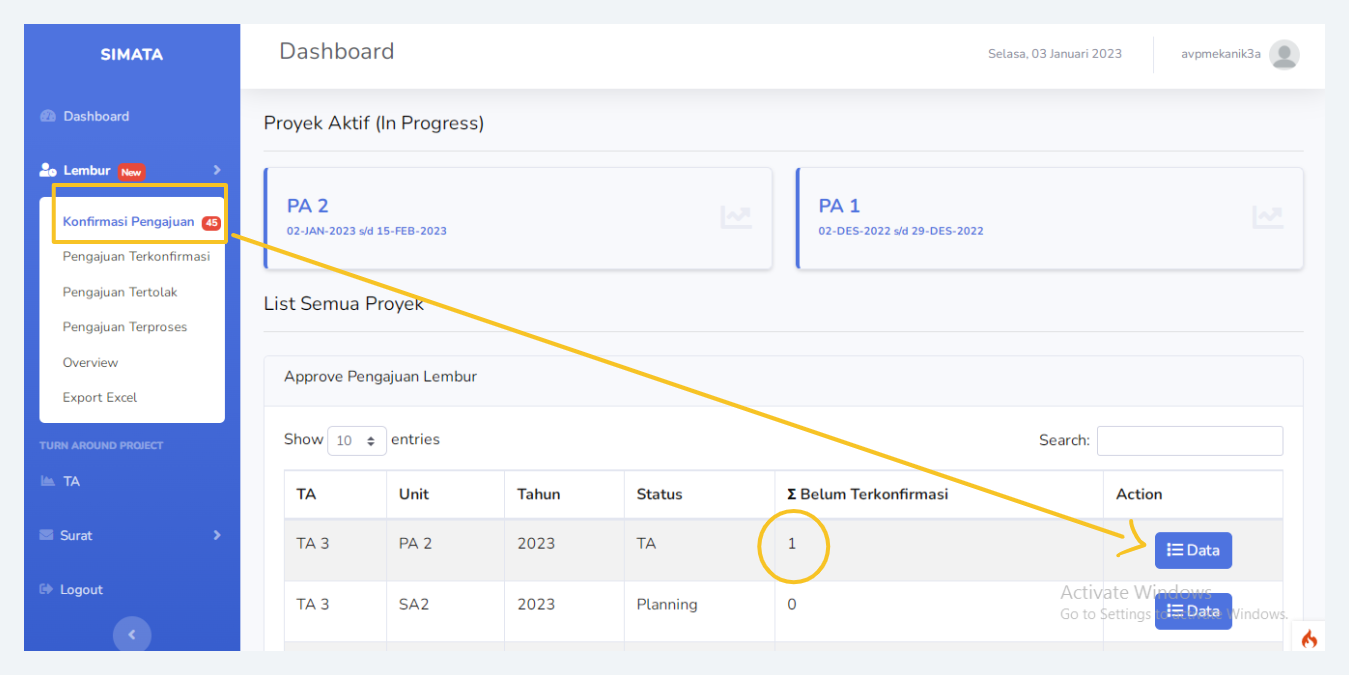 SIMATA
Dashboard
Lembur New
Konfirmasi Pengajuan 45
Pengajuan Terkonfirmasi
Pengajuan Tertolak
Pengajuan Terproses
Overview
Export Excel
TURN AROUND PROJECT
TA
Surat
Logout
Dashboard
Selasa, 03 Januari 2023
avpmekanik3a
Proyek Aktif (In Progress)
PA 2
02-JAN-2023 s/d 15-FEB-2023
PA 1
02-DES-2022 s/d 29-DES-2022
List Semua Proyek
Approve Pengajuan Lembur
Show 10 entries
Search:
TA Unit Tahun Status Σ Belum Terkonfirmasi Action
TA 3 PA 2 2023 TA 1 Data
TA 3 SA2 2023 Planning 0 Data
Activate Windows
Go to Settings to activate Windows.